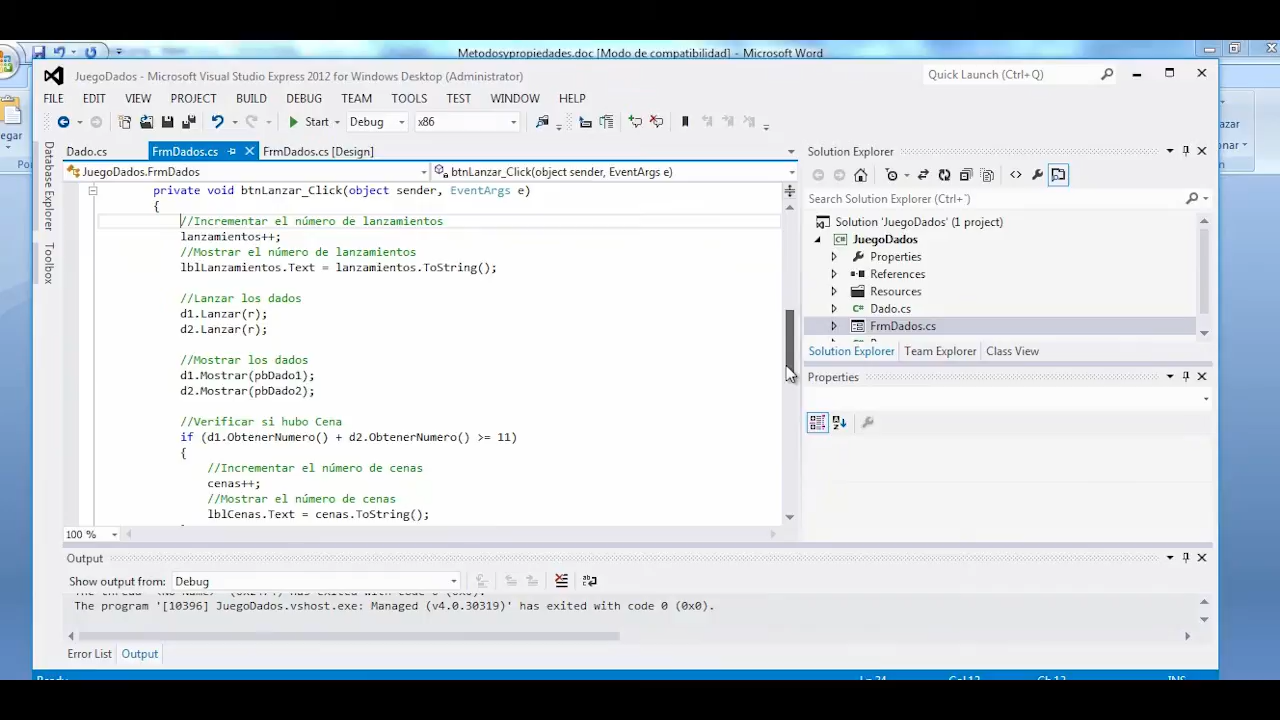 Metodosypropiedades.doc [Modo de compatibilidad] - Microsoft Word
JuegoDados - Microsoft Visual Studio Express 2012 for Windows Desktop (Administrator)
Quick Launch (Ctrl+Q)
FILE EDIT VIEW PROJECT BUILD DEBUG TEAM TOOLS TEST WINDOW HELP
Start Debug x86
Dado.cs FrmDados.cs FrmDados.cs [Design]
JuegoDados.FrmDados btnLanzar_Click(object sender, EventArgs e)
private void btnLanzar_Click(object sender, EventArgs e)
{
//Incrementar el número de lanzamientos
lanzamientos++;
//Mostrar el número de lanzamientos
lblLanzamientos.Text = lanzamientos.ToString();
//Lanzar los dados
d1.Lanzar(r);
d2.Lanzar(r);
//Mostrar los dados
d1.Mostrar(pbDado1);
d2.Mostrar(pbDado2);
//Verificar si hubo Cena
if (d1.ObtenerNumero() + d2.ObtenerNumero() >= 11)
{
//Incrementar el número de cenas
cenas++;
//Mostrar el número de cenas
lblCenas.Text = cenas.ToString();
100 %
Database Explorer
Toolbox
Solution Explorer
Search Solution Explorer (Ctrl+´)
Solution 'JuegoDados' (1 project)
JuegoDados
Properties
References
Resources
Dado.cs
FrmDados.cs
Solution Explorer Team Explorer Class View
Properties
Output
Show output from: Debug
The program '[10396] JuegoDados.vshost.exe: Managed (v4.0.30319)' has exited with code 0 (0x0).
Error List Output